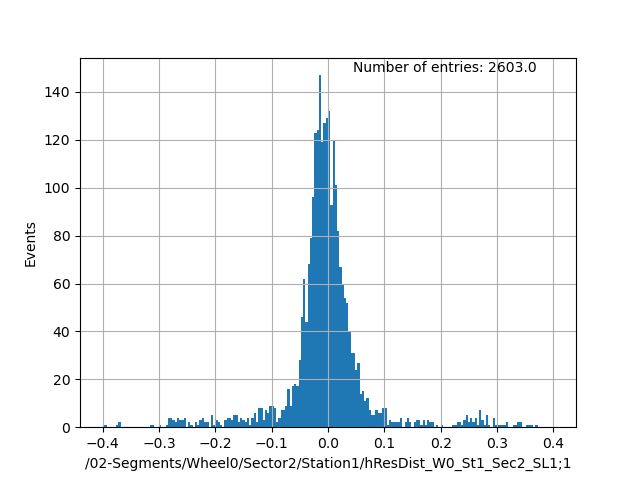 Number of entries: 2603.0
140
120
100
80
60
40
20
0
Events
−0.4 −0.3 −0.2 −0.1 0.0 0.1 0.2 0.3 0.4
/02-Segments/Wheel0/Sector2/Station1/hResDist_W0_St1_Sec2_SL1;1